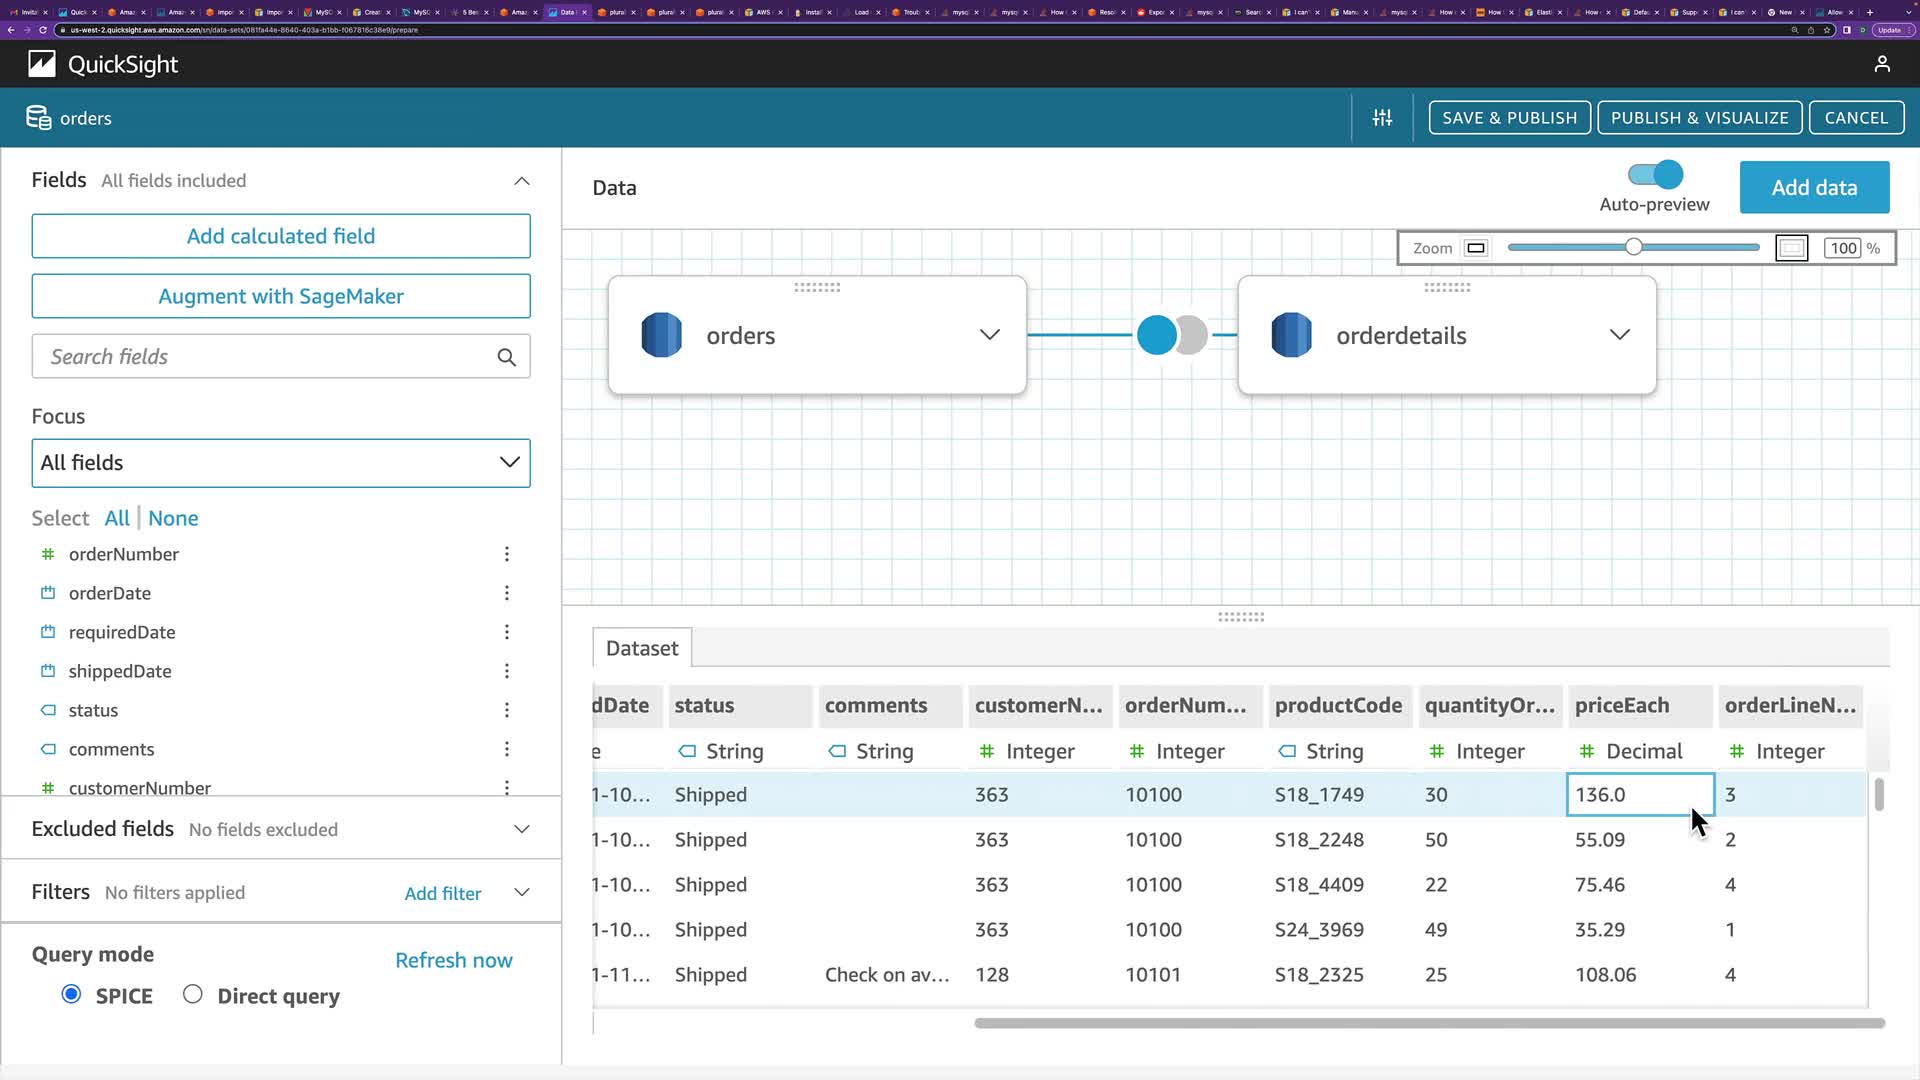 us-west-2.quicksight.aws.amazon.com/sn/data-sets/081fa44e-8640-403a-b1bb-f067816c38e9/prepare
Update
QuickSight
orders
SAVE & PUBLISH
PUBLISH & VISUALIZE
CANCEL
Fields All fields included
Add calculated field
Augment with SageMaker
Search fields
Focus
All fields
Select All | None
orderNumber
orderDate
requiredDate
shippedDate
status
comments
customerNumber
Excluded fields No fields excluded
Filters No filters applied Add filter
Query mode Refresh now
SPICE Direct query
Data
Auto-preview
Add data
Zoom 100 %
orders
orderdetails
Dataset
dDate status comments customerN... orderNum... productCode quantityOr... priceEach orderLineN...
e String String # Integer # Integer String # Integer # Decimal # Integer
1-10... Shipped 363 10100 S18_1749 30 136.0 3
1-10... Shipped 363 10100 S18_2248 50 55.09 2
1-10... Shipped 363 10100 S18_4409 22 75.46 4
1-10... Shipped 363 10100 S24_3969 49 35.29 1
1-11... Shipped Check on av... 128 10101 S18_2325 25 108.06 4